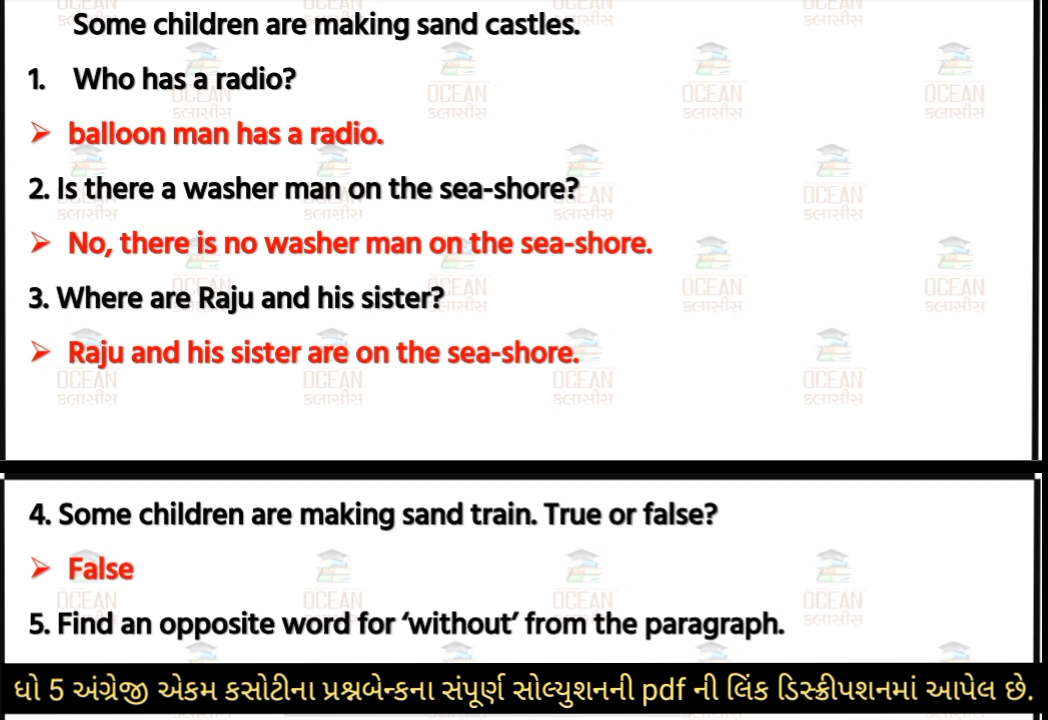 Some children are making sand castles.
1. Who has a radio?
➢ balloon man has a radio.
2. Is there a washer man on the sea-shore?
➢ No, there is no washer man on the sea-shore.
3. Where are Raju and his sister?
➢ Raju and his sister are on the sea-shore.
4. Some children are making sand train. True or false?
➢ False
5. Find an opposite word for ‘without’ from the paragraph.
ધો 5 અંગ્રેજી એકમ કસોટીના પ્રશ્નબેન્કના સંપૂર્ણ સોલ્યુશનની pdf ની લિંક ડિસ્ક્રીપશનમાં આપેલ છે.
OCEAN
ક્લાસીસ